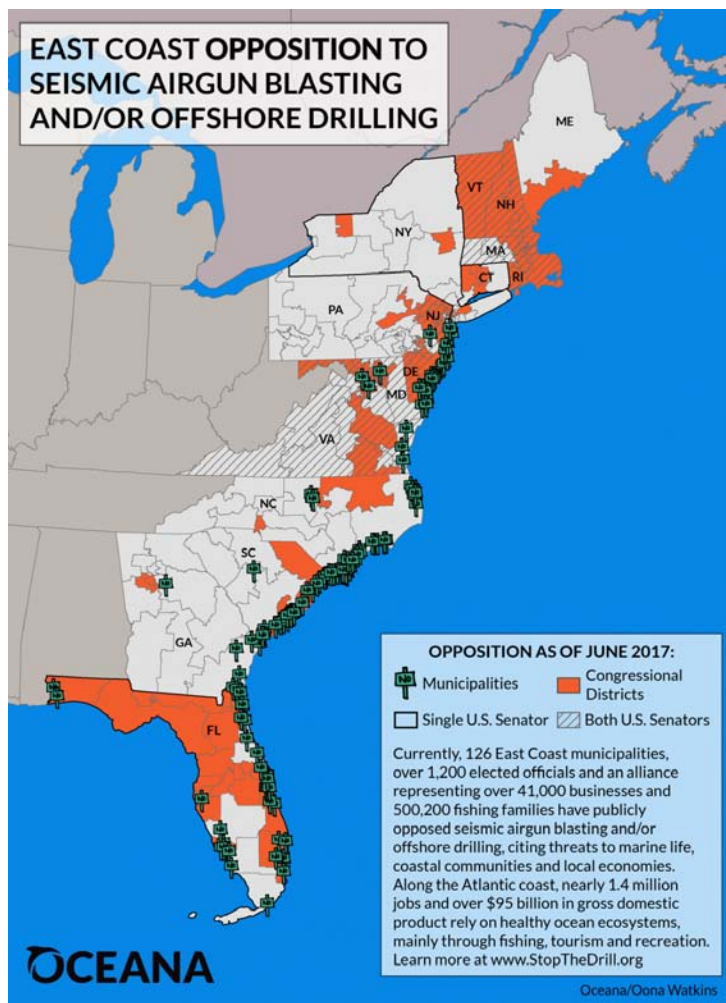 EAST COAST OPPOSITION TO
SEISMIC AIRGUN BLASTING
AND/OR OFFSHORE DRILLING
ME
VT
NH
NY
MA
CT
RI
PA
NJ
DE
MD
VA
NC
SC
GA
FL
OPPOSITION AS OF JUNE 2017:
Municipalities
Congressional
Districts
Single U.S. Senator
Both U.S. Senators
Currently, 126 East Coast municipalities,
over 1,200 elected officials and an alliance
representing over 41,000 businesses and
500,200 fishing families have publicly
opposed seismic airgun blasting and/or
offshore drilling, citing threats to marine life,
coastal communities and local economies.
Along the Atlantic coast, nearly 1.4 million
jobs and over $95 billion in gross domestic
product rely on healthy ocean ecosystems,
mainly through fishing, tourism and recreation.
Learn more at www.StopTheDrill.org
OCEANA
Oceana/Oona Watkins